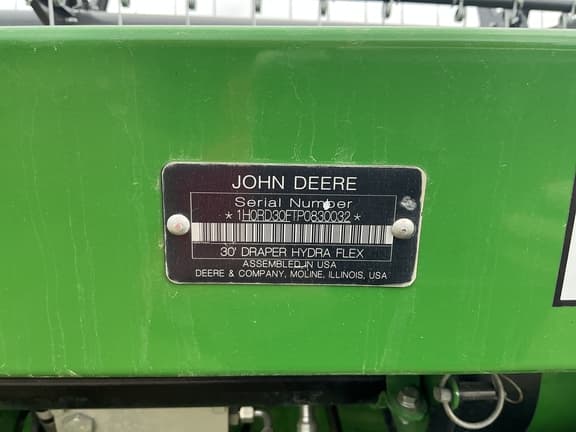 JOHN DEERE
Serial Number
*1H0RD30FTP0830032*
30' DRAPER HYDRA FLEX
ASSEMBLED IN USA
DEERE & COMPANY, MOLINE, ILLINOIS, USA